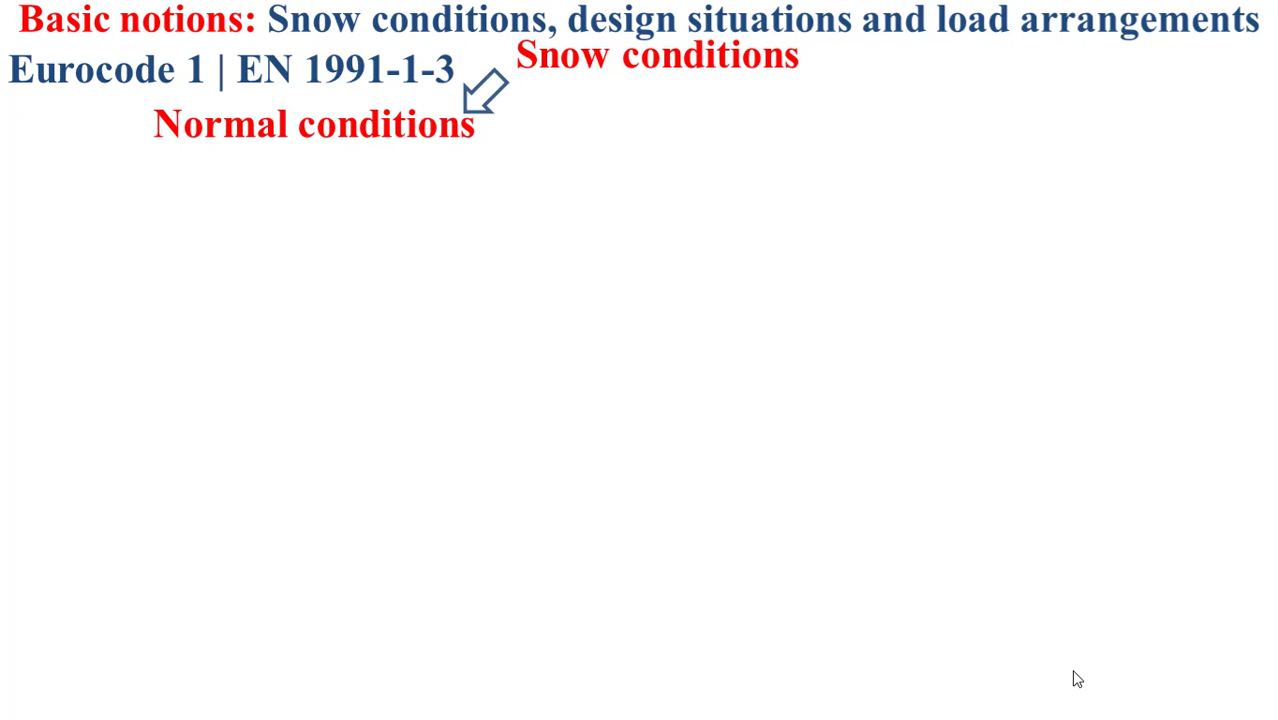 Basic notions: Snow conditions, design situations and load arrangements
Eurocode 1 | EN 1991-1-3
Snow conditions
Normal conditions